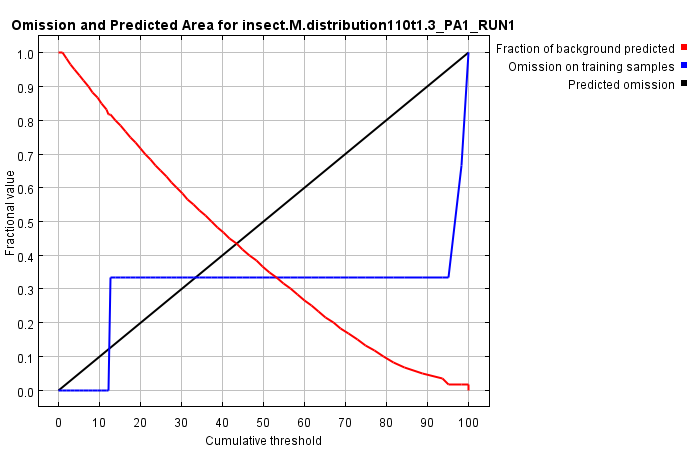 Omission and Predicted Area for insect.M.distribution110t1.3_PA1_RUN1
Fraction of background predicted
Omission on training samples
Predicted omission
Fractional value
1.0
0.9
0.8
0.7
0.6
0.5
0.4
0.3
0.2
0.1
0.0
0 10 20 30 40 50 60 70 80 90 100
Cumulative threshold